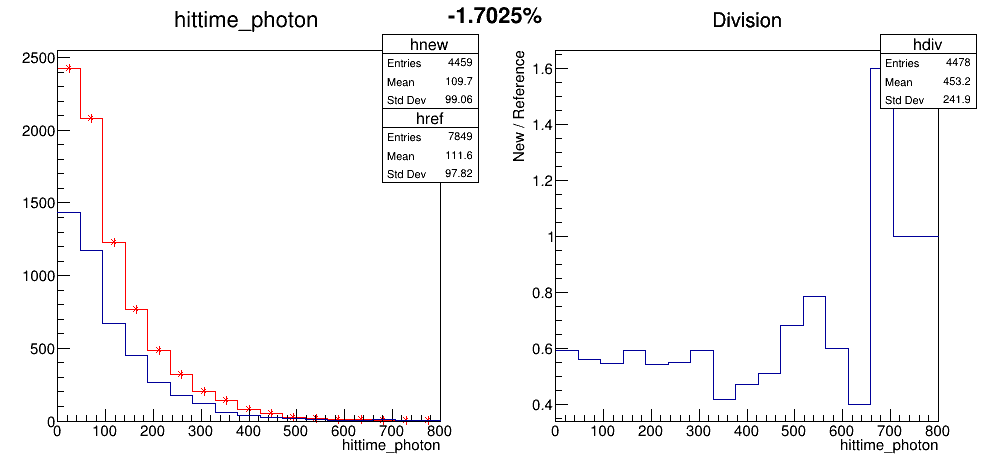 -1.7025%
hittime_photon
hnew
Entries 4459
Mean 109.7
Std Dev 99.06
href
Entries 7849
Mean 111.6
Std Dev 97.82
2500
2000
1500
1000
500
0
0 100 200 300 400 500 600 700 800
hittime_photon
Division
hdiv
Entries 4478
Mean 453.2
Std Dev 241.9
New / Reference
1.6
1.4
1.2
1
0.8
0.6
0.4
0 100 200 300 400 500 600 700 800
hittime_photon